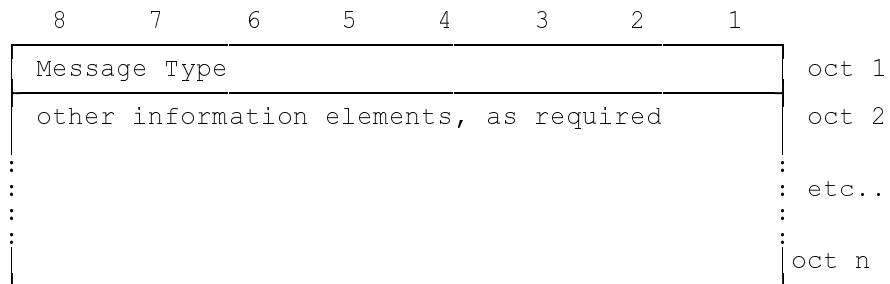 8 7 6 5 4 3 2 1
Message Type oct 1
other information elements, as required oct 2
etc..
oct n